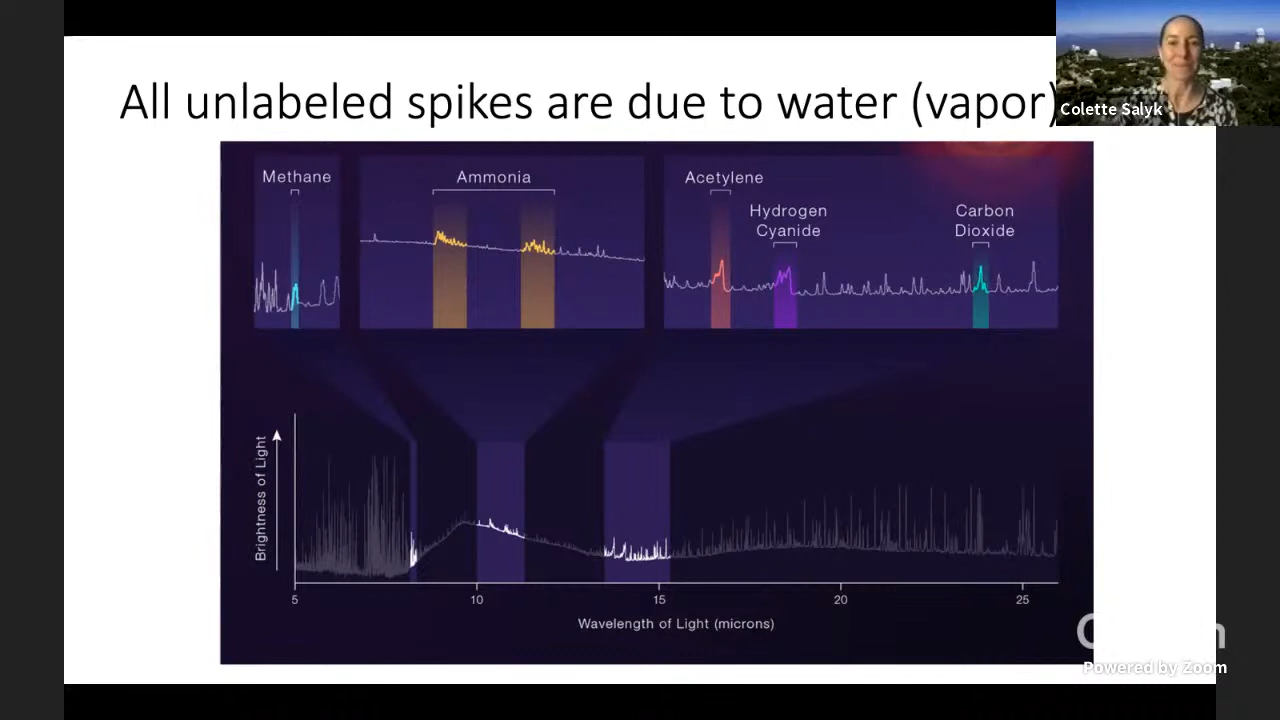 All unlabeled spikes are due to water (vapor)
Colette Salyk
Methane
Ammonia
Acetylene
Hydrogen
Cyanide
Carbon
Dioxide
Brightness of Light
5
10
15
20
25
Wavelength of Light (microns)
Powered by Zoom